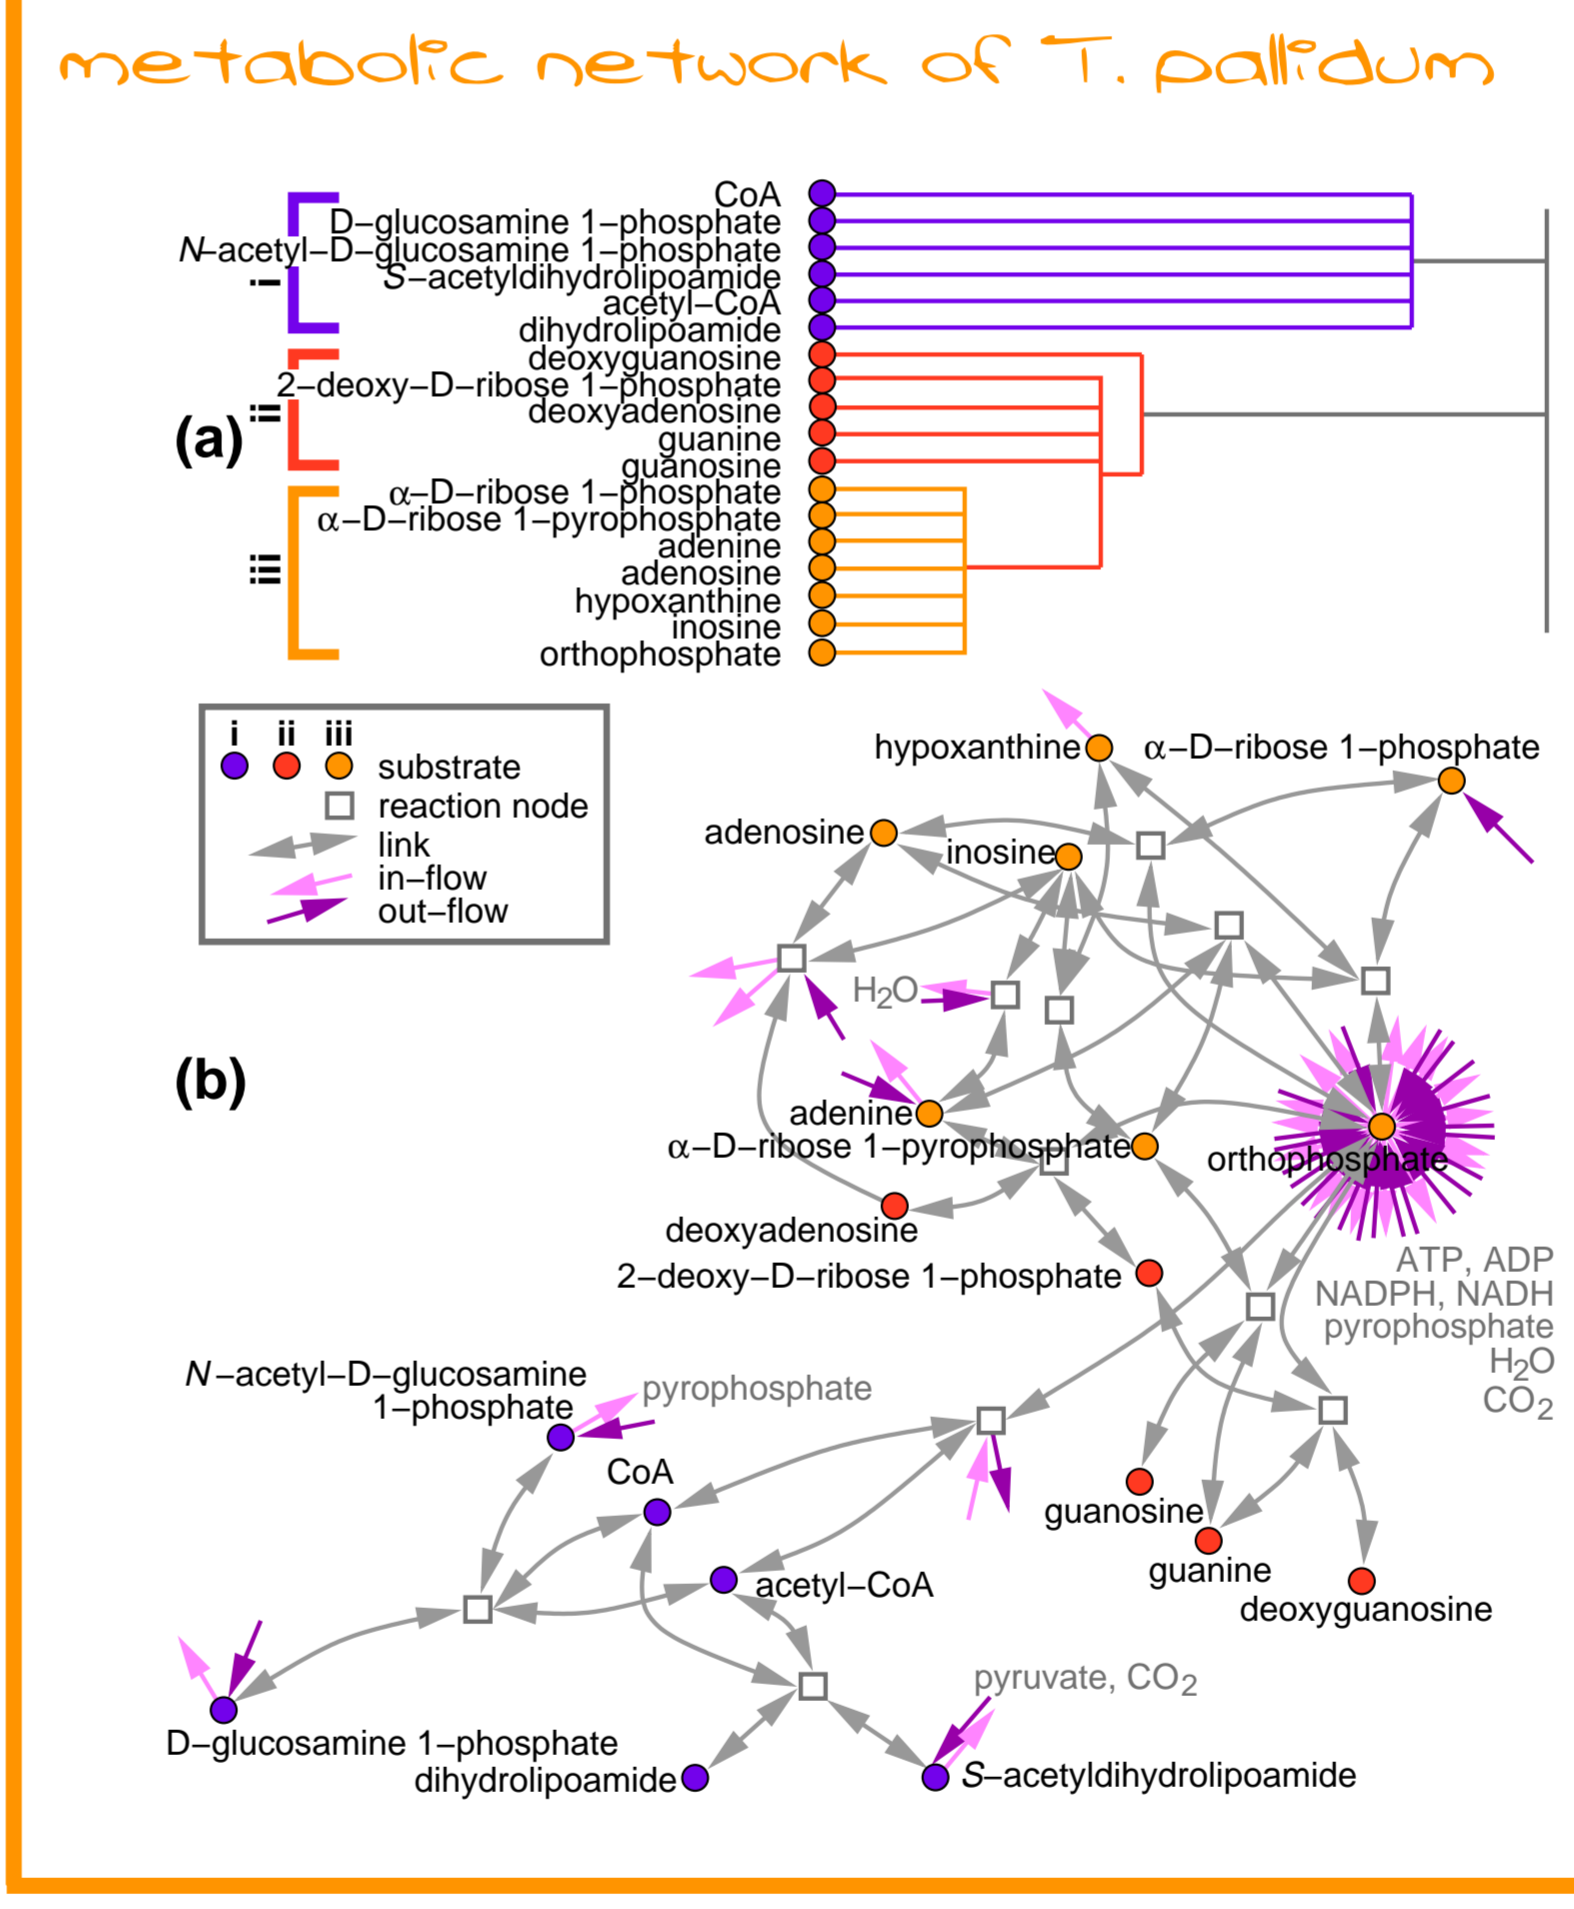 metabolic network of T. pallidum
CoA
D–glucosamine 1–phosphate
N–acetyl–D–glucosamine 1–phosphate
S–acetyldihydrolipoamide
acetyl–CoA
dihydrolipoamide
i
deoxyguanosine
2–deoxy–D–ribose 1–phosphate
deoxyadenosine
guanine
guanosine
ii
(a)
α–D–ribose 1–phosphate
α–D–ribose 1–pyrophosphate
adenine
adenosine
hypoxanthine
inosine
orthophosphate
iii
i ii iii
substrate
reaction node
link
in–flow
out–flow
(b)
hypoxanthine
α–D–ribose 1–phosphate
adenosine
inosine
H2O
adenine
α–D–ribose 1–pyrophosphate
orthophosphate
deoxyadenosine
2–deoxy–D–ribose 1–phosphate
ATP, ADP
NADPH, NADH
pyrophosphate
H2O
CO2
N–acetyl–D–glucosamine
1–phosphate
pyrophosphate
CoA
guanosine
guanine
acetyl–CoA
deoxyguanosine
pyruvate, CO2
D–glucosamine 1–phosphate
dihydrolipoamide
S–acetyldihydrolipoamide